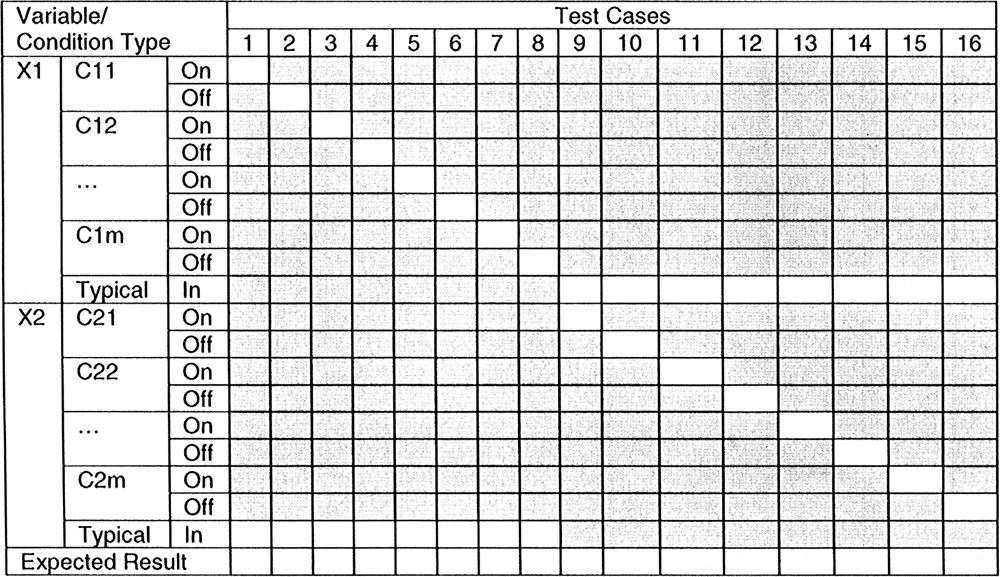 Variable/ Test Cases
Condition Type 1 2 3 4 5 6 7 8 9 10 11 12 13 14 15 16
X1 C11 On
Off
C12 On
Off
... On
Off
C1m On
Off
Typical In
X2 C21 On
Off
C22 On
Off
... On
Off
C2m On
Off
Typical In
Expected Result